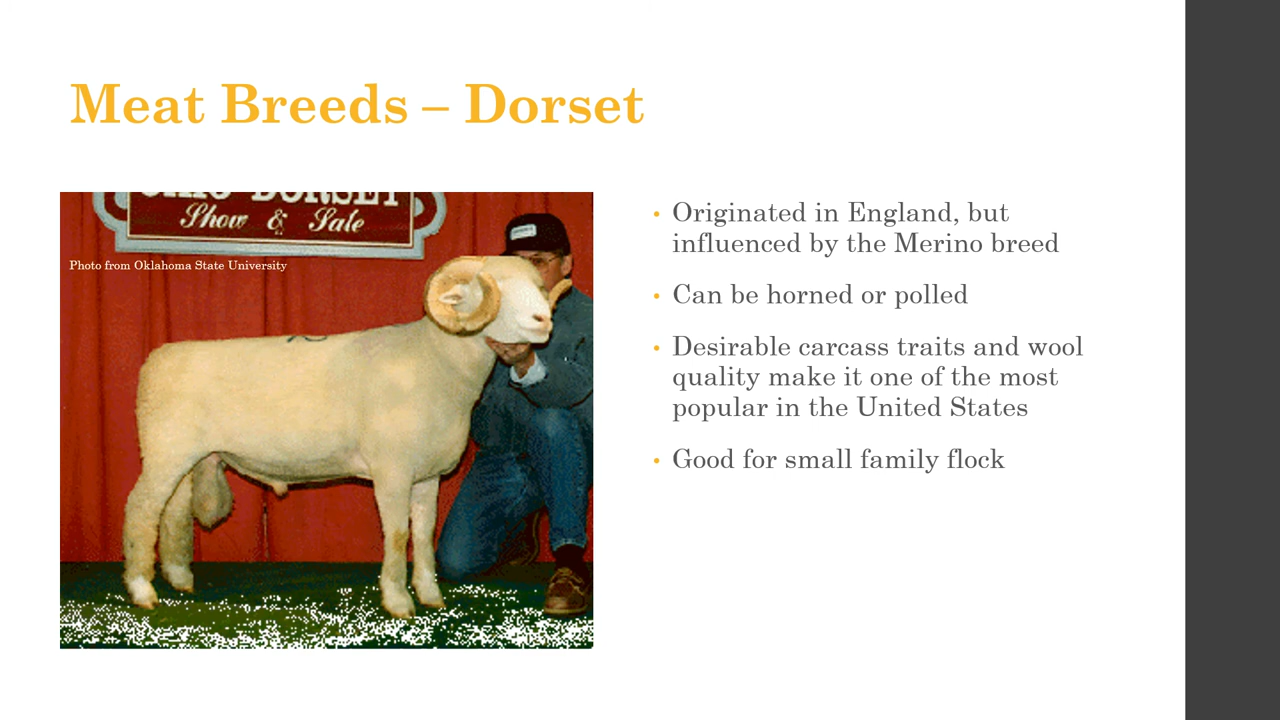 Meat Breeds – Dorset
DORSET
Show & Sale
Photo from Oklahoma State University
• Originated in England, but
influenced by the Merino breed
• Can be horned or polled
• Desirable carcass traits and wool
quality make it one of the most
popular in the United States
• Good for small family flock